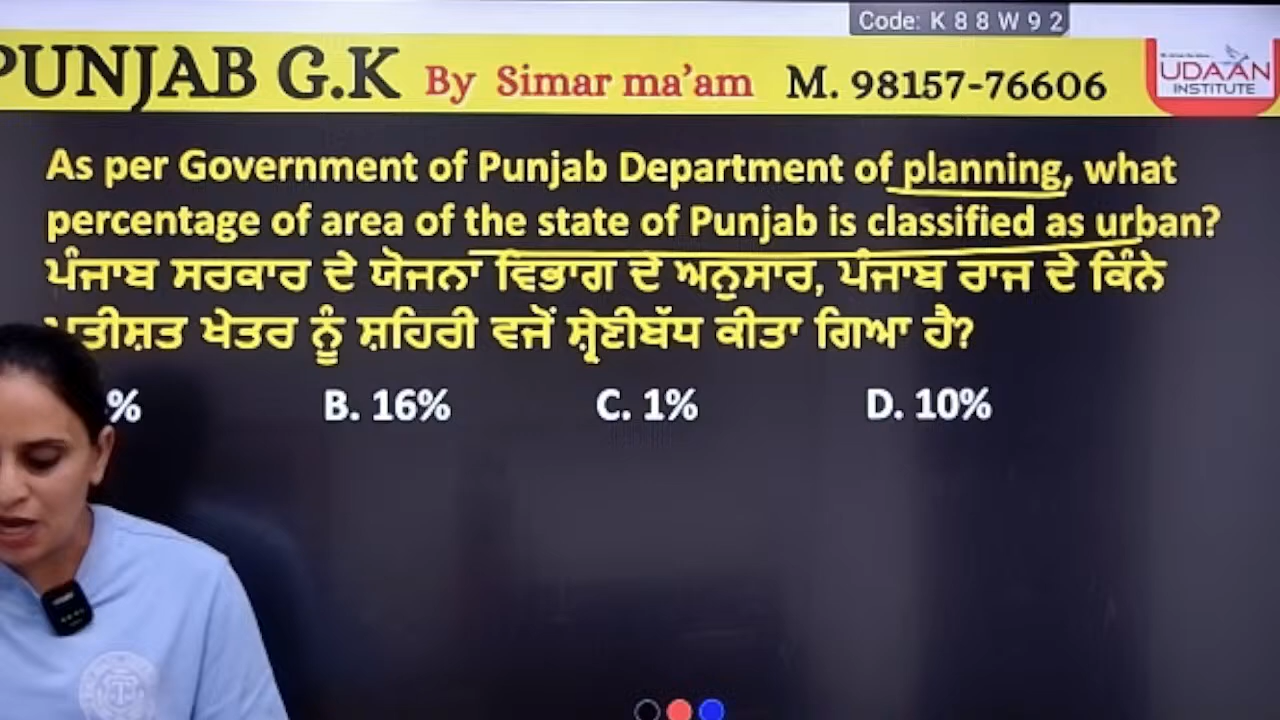 Code: K 8 8 W 9 2
PUNJAB G.K By Simar ma’am M. 98157-76606
UDAAN
INSTITUTE
As per Government of Punjab Department of planning, what
percentage of area of the state of Punjab is classified as urban?
ਪੰਜਾਬ ਸਰਕਾਰ ਦੇ ਯੋਜਨਾ ਵਿਭਾਗ ਦੇ ਅਨੁਸਾਰ, ਪੰਜਾਬ ਰਾਜ ਦੇ ਕਿੰਨੇ
ਖੇਤਰ ਨੂੰ ਸ਼ਹਿਰੀ ਵਜੋਂ ਸ਼੍ਰੇਣੀਬੱਧ ਕੀਤਾ ਗਿਆ ਹੈ?
% B. 16% C. 1% D. 10%